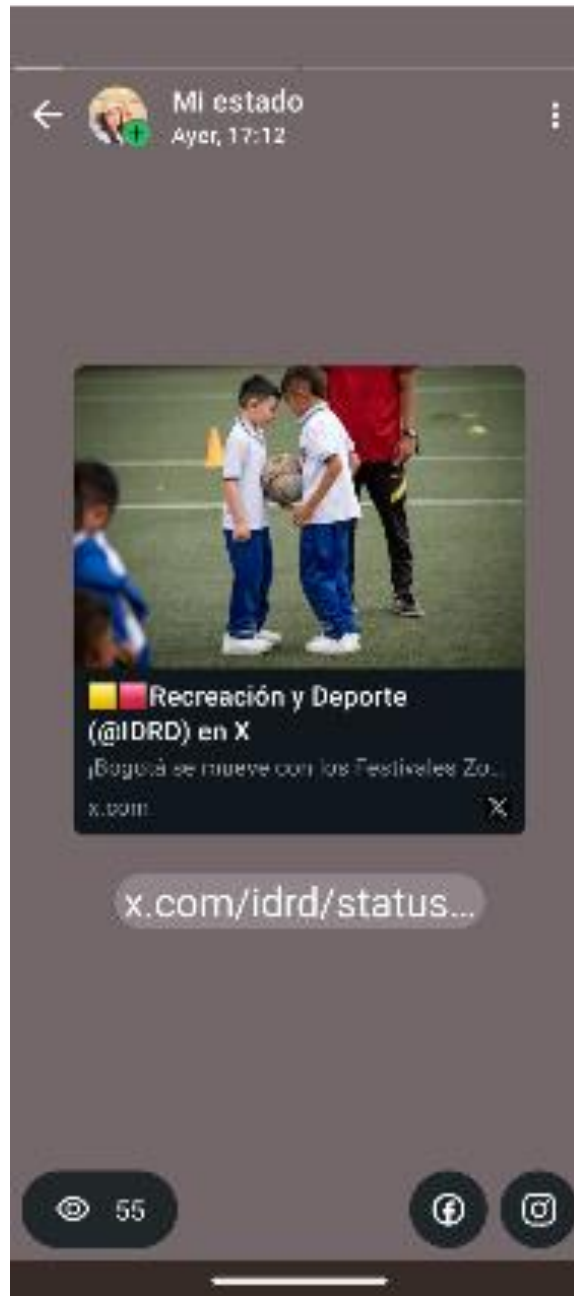 Mi estado
Ayer, 17:12
Recreación y Deporte
(@IDRD) en X
¡Bogotá se mueve con los Festivales Zo...
x.com
x.com/idrd/status...
55